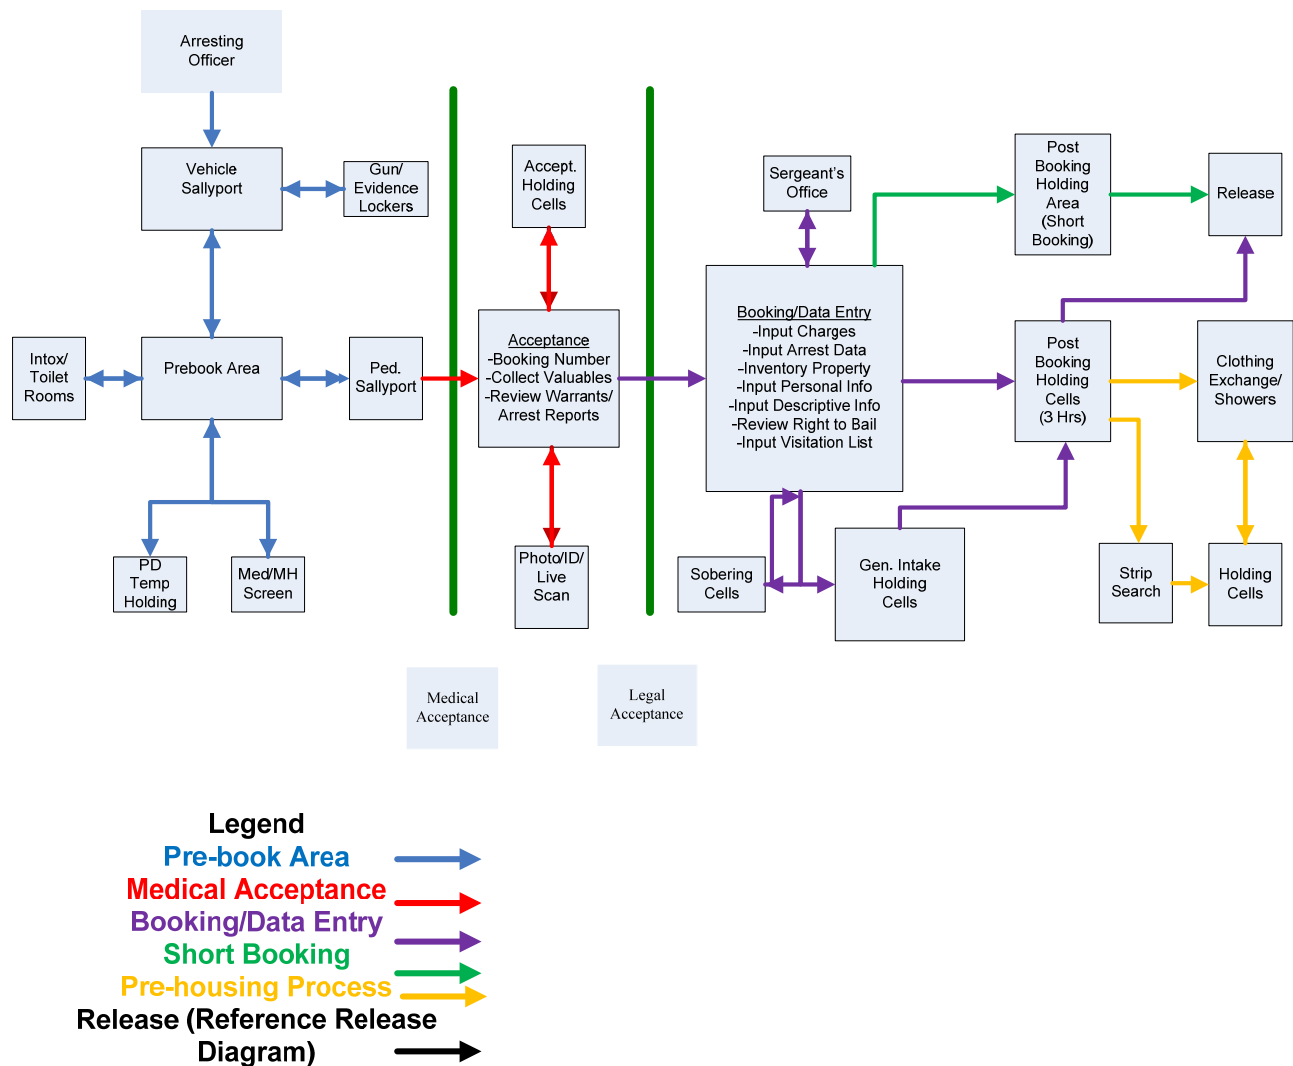 Arresting
Officer
Vehicle
Sallyport
Gun/
Evidence
Lockers
Intox/
Toilet
Rooms
Prebook Area
Ped.
Sallyport
PD
Temp
Holding
Med/MH
Screen
Accept.
Holding
Cells
Acceptance
-Booking Number
-Collect Valuables
-Review Warrants/
Arrest Reports
Photo/ID/
Live
Scan
Sergeant's
Office
Booking/Data Entry
-Input Charges
-Input Arrest Data
-Inventory Property
-Input Personal Info
-Input Descriptive Info
-Review Right to Bail
-Input Visitation List
Sobering
Cells
Gen. Intake
Holding
Cells
Post
Booking
Holding
Area
(Short
Booking)
Release
Post
Booking
Holding
Cells
(3 Hrs)
Clothing
Exchange/
Showers
Strip
Search
Holding
Cells
Medical
Acceptance
Legal
Acceptance
Legend
Pre-book Area
Medical Acceptance
Booking/Data Entry
Short Booking
Pre-housing Process
Release (Reference Release
Diagram)